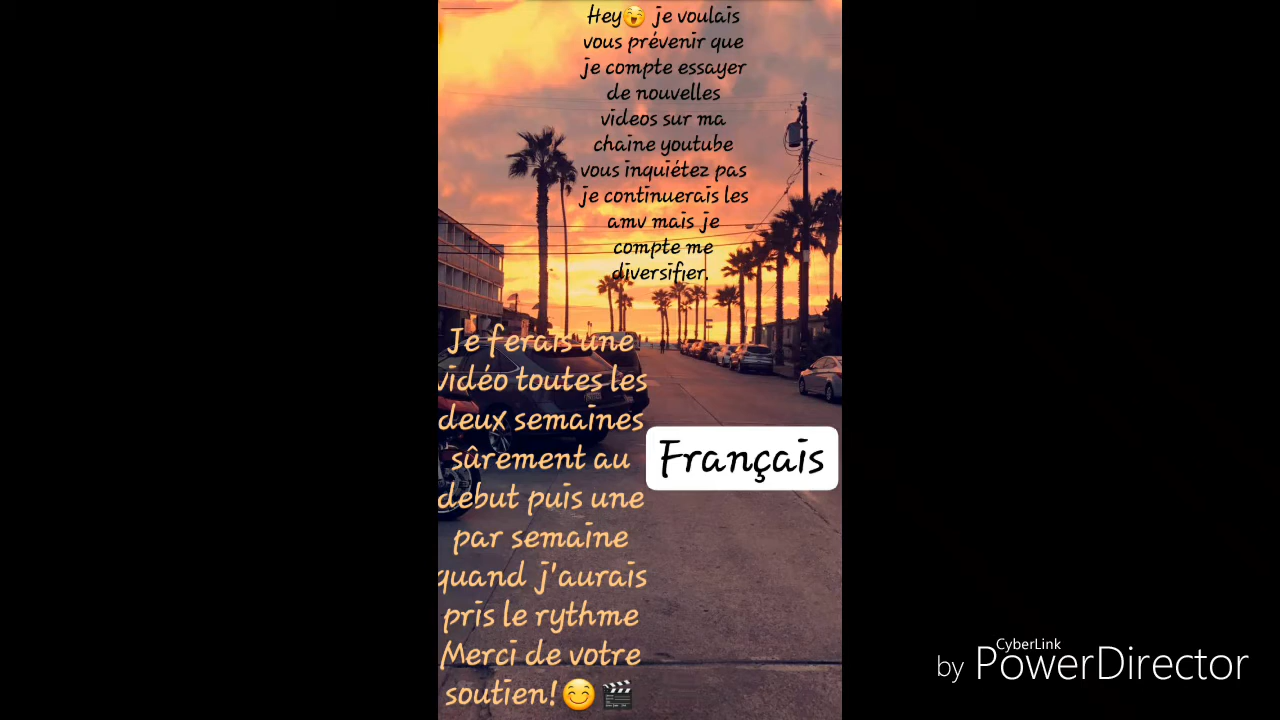 Hey😲 je voulais
vous prévenir que
je compte essayer
de nouvelles
videos sur ma
chaine youtube
vous inquiétez pas
je continuerais les
amv mais je
compte me
diversifier.
Je ferais une
vidéo toutes les
deux semaines
sûrement au
debut puis une
par semaine
quand j'aurais
pris le rythme
Merci de votre
soutien!😊🎬
Français
CyberLink
by PowerDirector